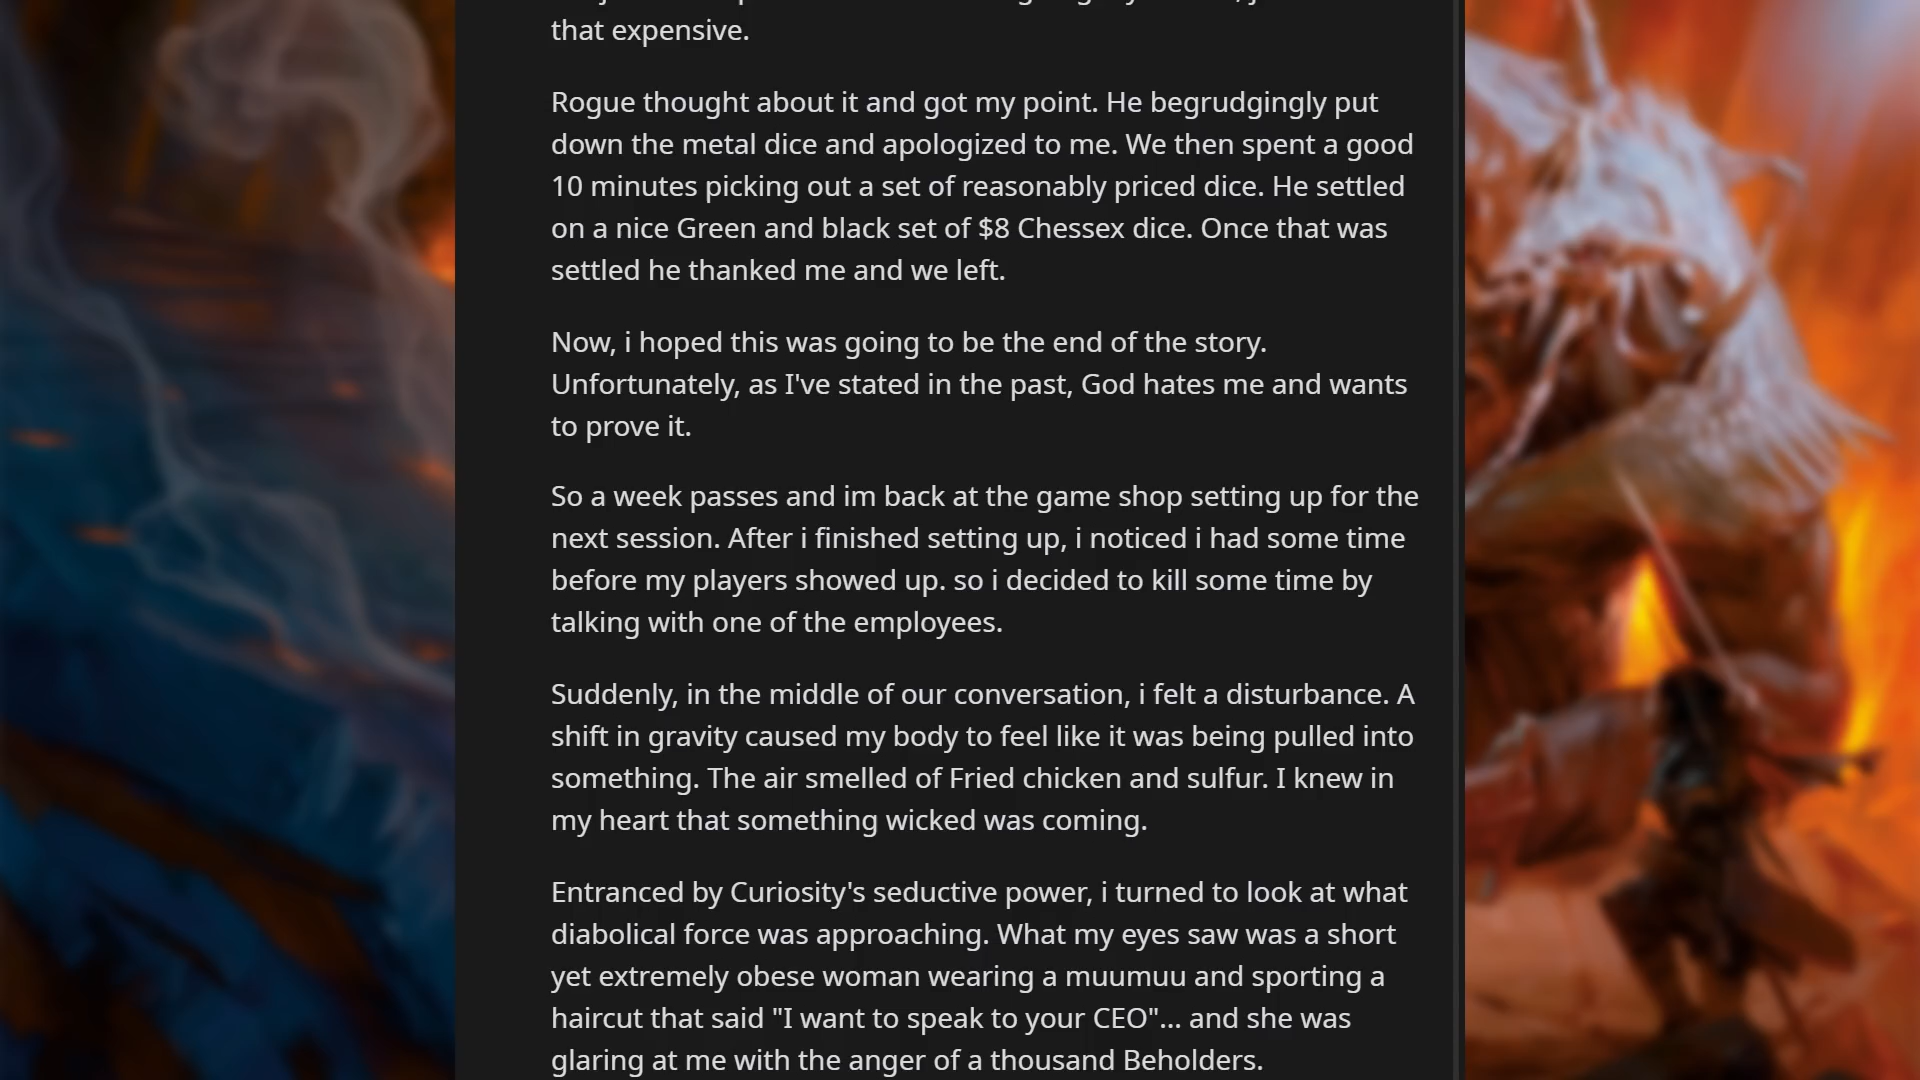 that expensive.
Rogue thought about it and got my point. He begrudgingly put
down the metal dice and apologized to me. We then spent a good
10 minutes picking out a set of reasonably priced dice. He settled
on a nice Green and black set of $8 Chessex dice. Once that was
settled he thanked me and we left.
Now, i hoped this was going to be the end of the story.
Unfortunately, as I've stated in the past, God hates me and wants
to prove it.
So a week passes and im back at the game shop setting up for the
next session. After i finished setting up, i noticed i had some time
before my players showed up. so i decided to kill some time by
talking with one of the employees.
Suddenly, in the middle of our conversation, i felt a disturbance. A
shift in gravity caused my body to feel like it was being pulled into
something. The air smelled of Fried chicken and sulfur. I knew in
my heart that something wicked was coming.
Entranced by Curiosity's seductive power, i turned to look at what
diabolical force was approaching. What my eyes saw was a short
yet extremely obese woman wearing a muumuu and sporting a
haircut that said "I want to speak to your CEO"... and she was
glaring at me with the anger of a thousand Beholders.